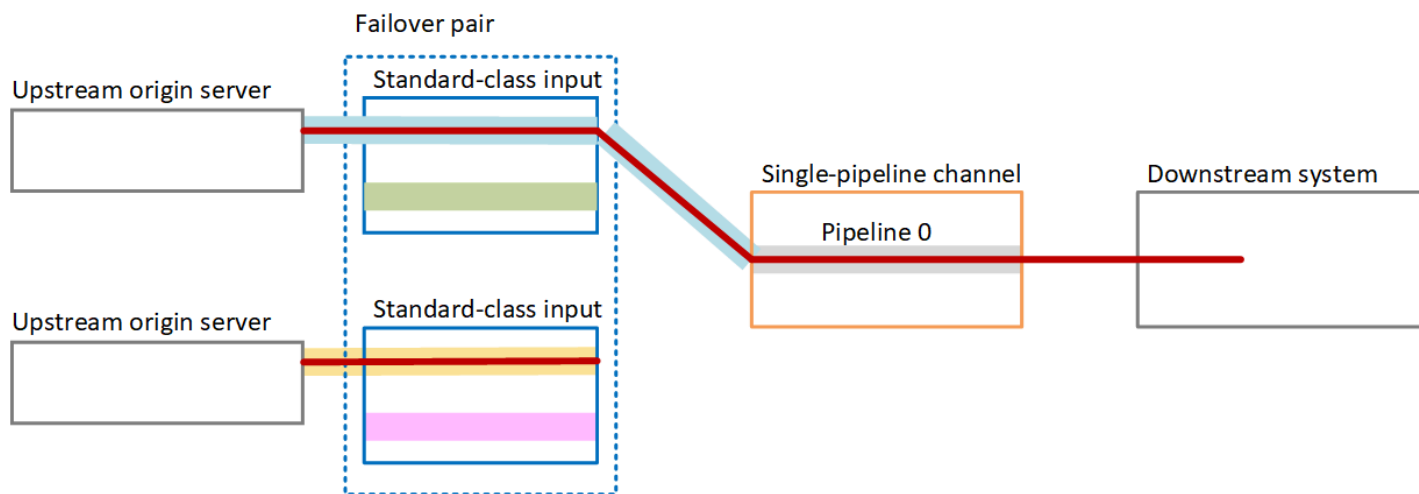 Failover pair
Upstream origin server
Standard-class input
Single-pipeline channel
Downstream system
Pipeline 0
Upstream origin server
Standard-class input